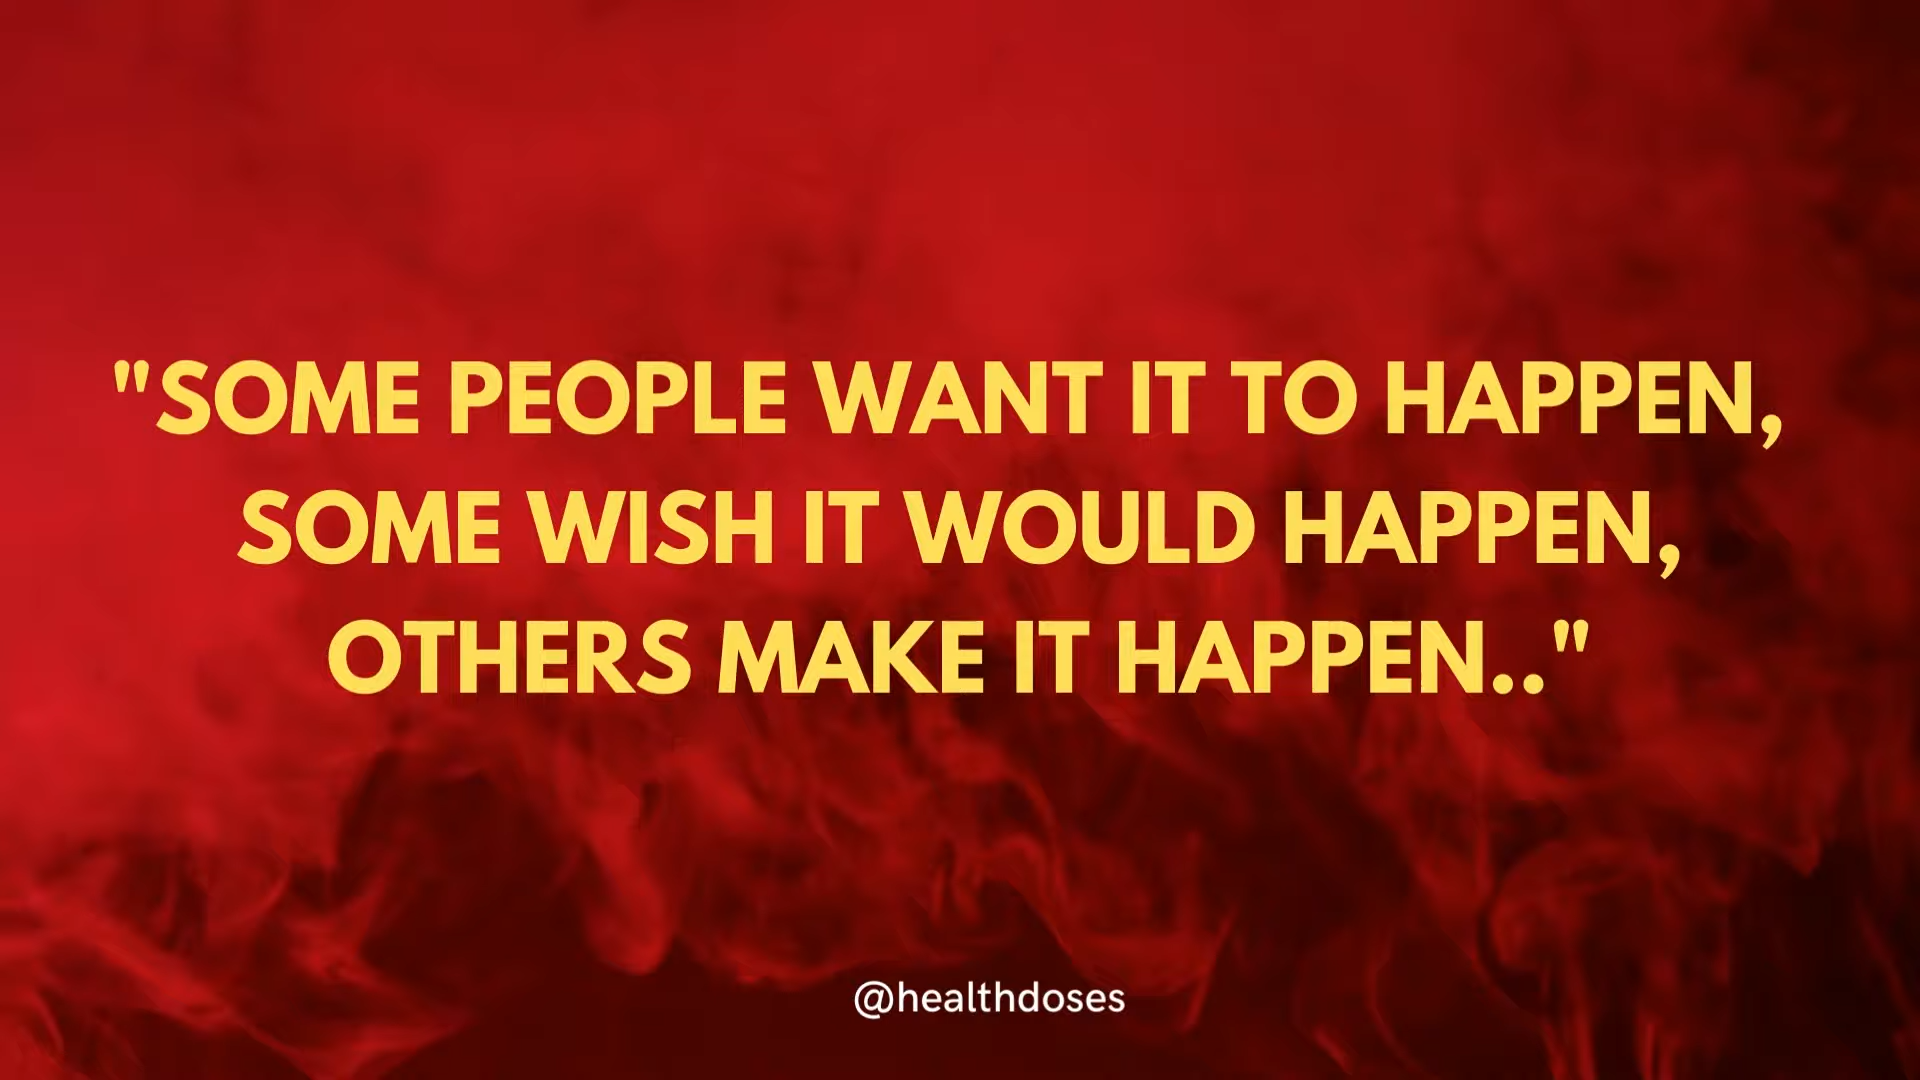 "SOME PEOPLE WANT IT TO HAPPEN,
SOME WISH IT WOULD HAPPEN,
OTHERS MAKE IT HAPPEN.."
@healthdoses